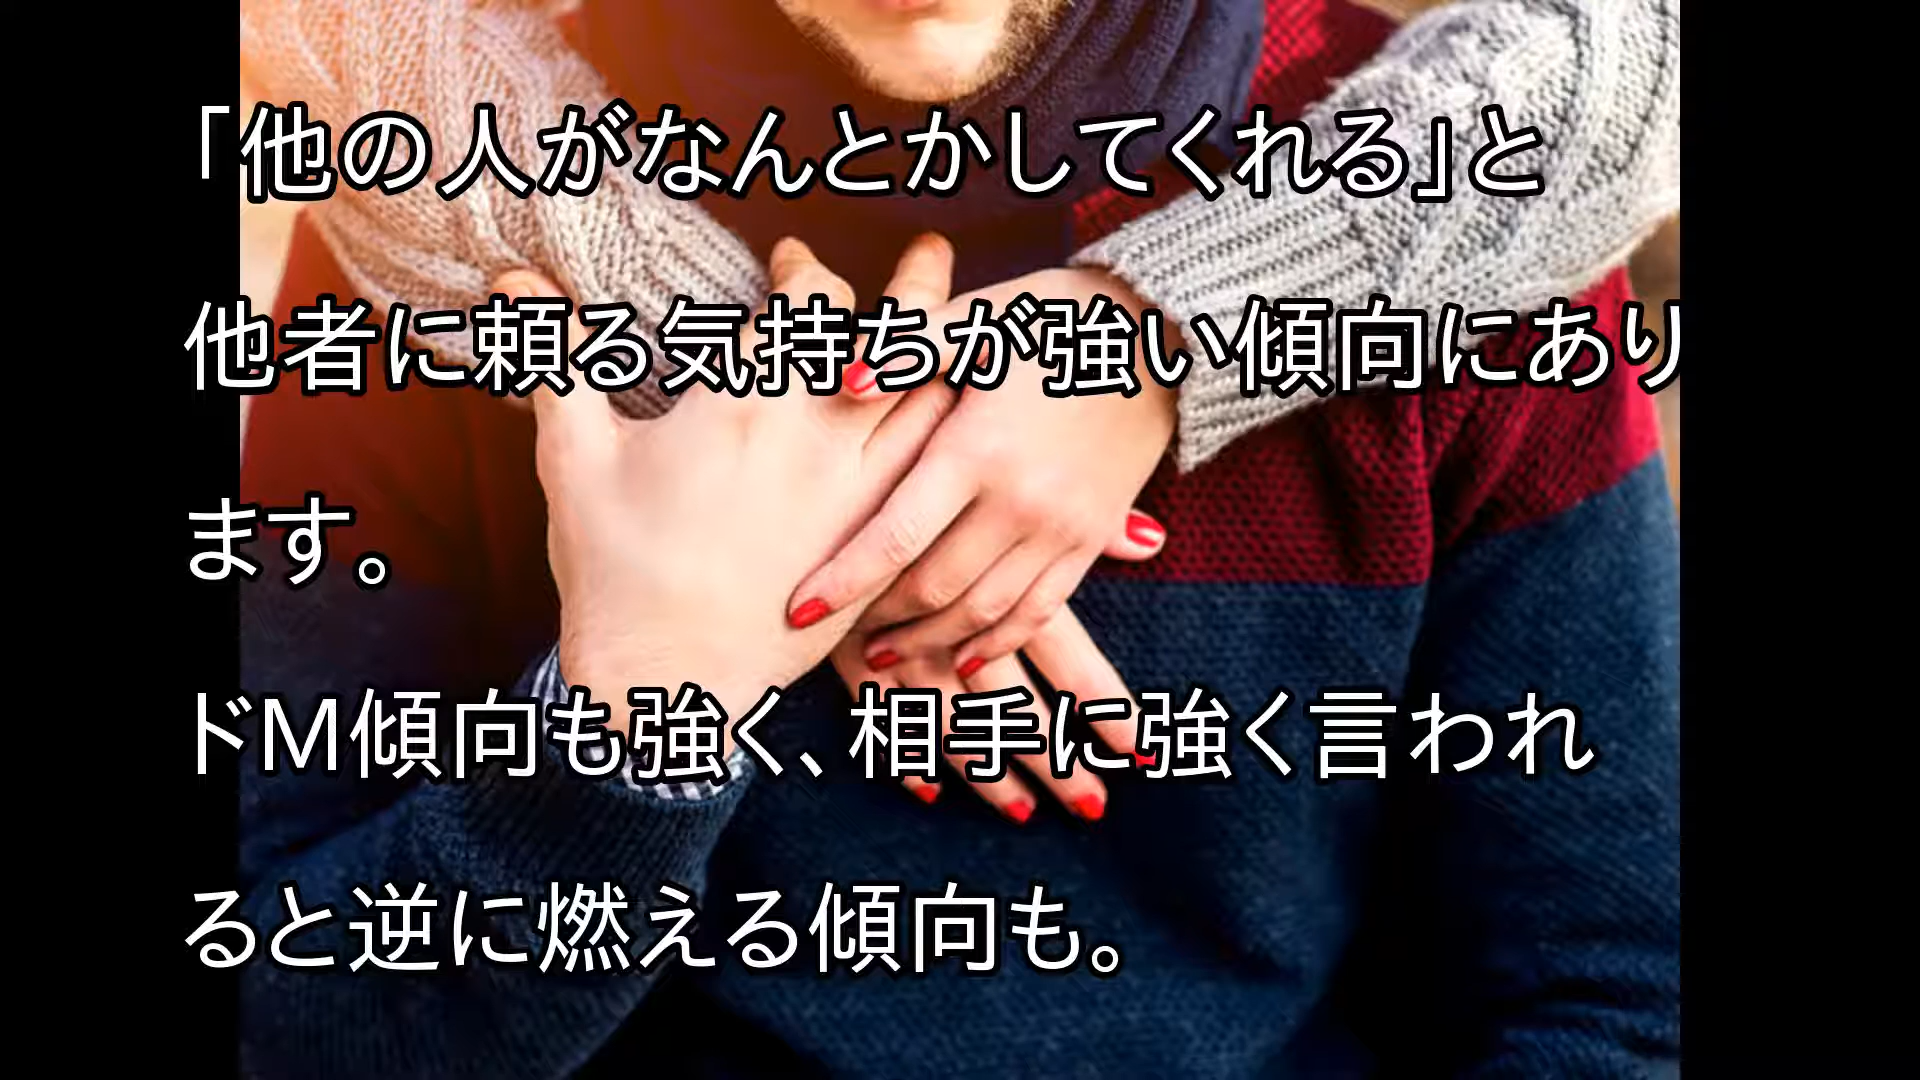 「他の人がなんとかしてくれる」と
他者に頼る気持ちが強い傾向にあり
ます。
ドM傾向も強く、相手に強く言われ
ると逆に燃える傾向も。